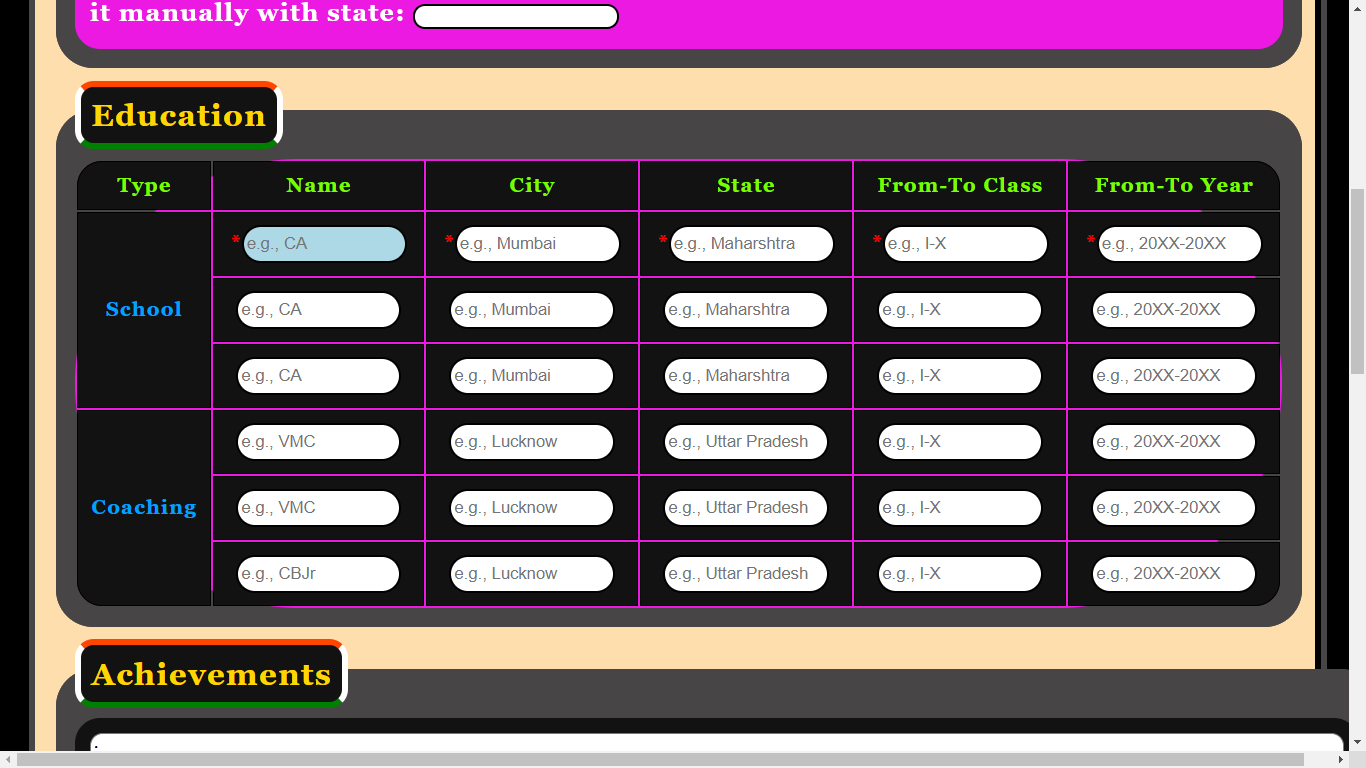 it manually with state:
Education
Type Name City State From-To Class From-To Year
* e.g., CA * e.g., Mumbai * e.g., Maharshtra * e.g., I-X * e.g., 20XX-20XX
School e.g., CA e.g., Mumbai e.g., Maharshtra e.g., I-X e.g., 20XX-20XX
e.g., CA e.g., Mumbai e.g., Maharshtra e.g., I-X e.g., 20XX-20XX
e.g., VMC e.g., Lucknow e.g., Uttar Pradesh e.g., I-X e.g., 20XX-20XX
Coaching e.g., VMC e.g., Lucknow e.g., Uttar Pradesh e.g., I-X e.g., 20XX-20XX
e.g., CBJr e.g., Lucknow e.g., Uttar Pradesh e.g., I-X e.g., 20XX-20XX
Achievements
.